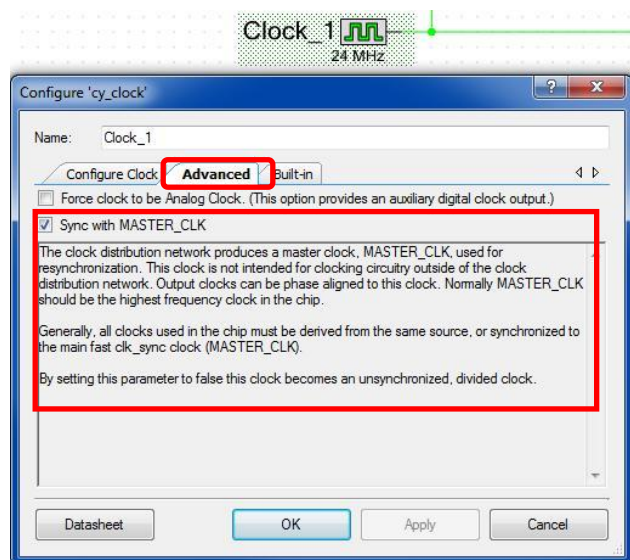 Clock_1
24 MHz
Configure 'cy_clock'
Name: Clock_1
Configure Clock Advanced Built-in
Force clock to be Analog Clock. (This option provides an auxiliary digital clock output.)
Sync with MASTER_CLK
The clock distribution network produces a master clock, MASTER_CLK, used for
resynchronization. This clock is not intended for clocking circuitry outside of the clock
distribution network. Output clocks can be phase aligned to this clock. Normally MASTER_CLK
should be the highest frequency clock in the chip.
Generally, all clocks used in the chip must be derived from the same source, or synchronized to
the main fast clk_sync clock (MASTER_CLK).
By setting this parameter to false this clock becomes an unsynchronized, divided clock.
Datasheet OK Apply Cancel